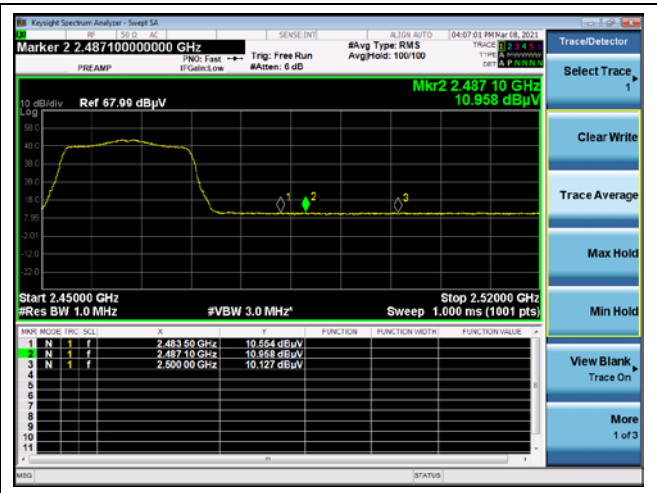 Keysight Spectrum Analyzer - Swept SA
RF 50 Ω AC SENSE:INT ALIGN AUTO 04:07:01 PM Mar 08, 2021
Marker 2 2.487100000000 GHz
PREAMP
PNO: Fast
IFGain:Low
Trig: Free Run
#Atten: 6 dB
#Avg Type: RMS
Avg|Hold: 100/100
TRACE 1 2 3 4 5 6
TYPE A WWWWW
DET A P N N N N
Mkr2 2.487 10 GHz
10.958 dBµV
10 dB/div Ref 67.99 dBµV
Log
58.0
48.0
38.0
28.0
18.0
7.99
-2.01
-12.0
-22.0
1 2 3
Start 2.45000 GHz Stop 2.52000 GHz
#Res BW 1.0 MHz #VBW 3.0 MHz* Sweep 1.000 ms (1001 pts)
MKR MODE TRC SCL X Y FUNCTION FUNCTION WIDTH FUNCTION VALUE
1 N 1 f 2.483 50 GHz 10.554 dBµV
2 N 1 f 2.487 10 GHz 10.958 dBµV
3 N 1 f 2.500 00 GHz 10.127 dBµV
4
5
6
7
8
9
10
11
MSG STATUS
Trace/Detector
Select Trace
1
Clear Write
Trace Average
Max Hold
Min Hold
View Blank
Trace On
More
1 of 3